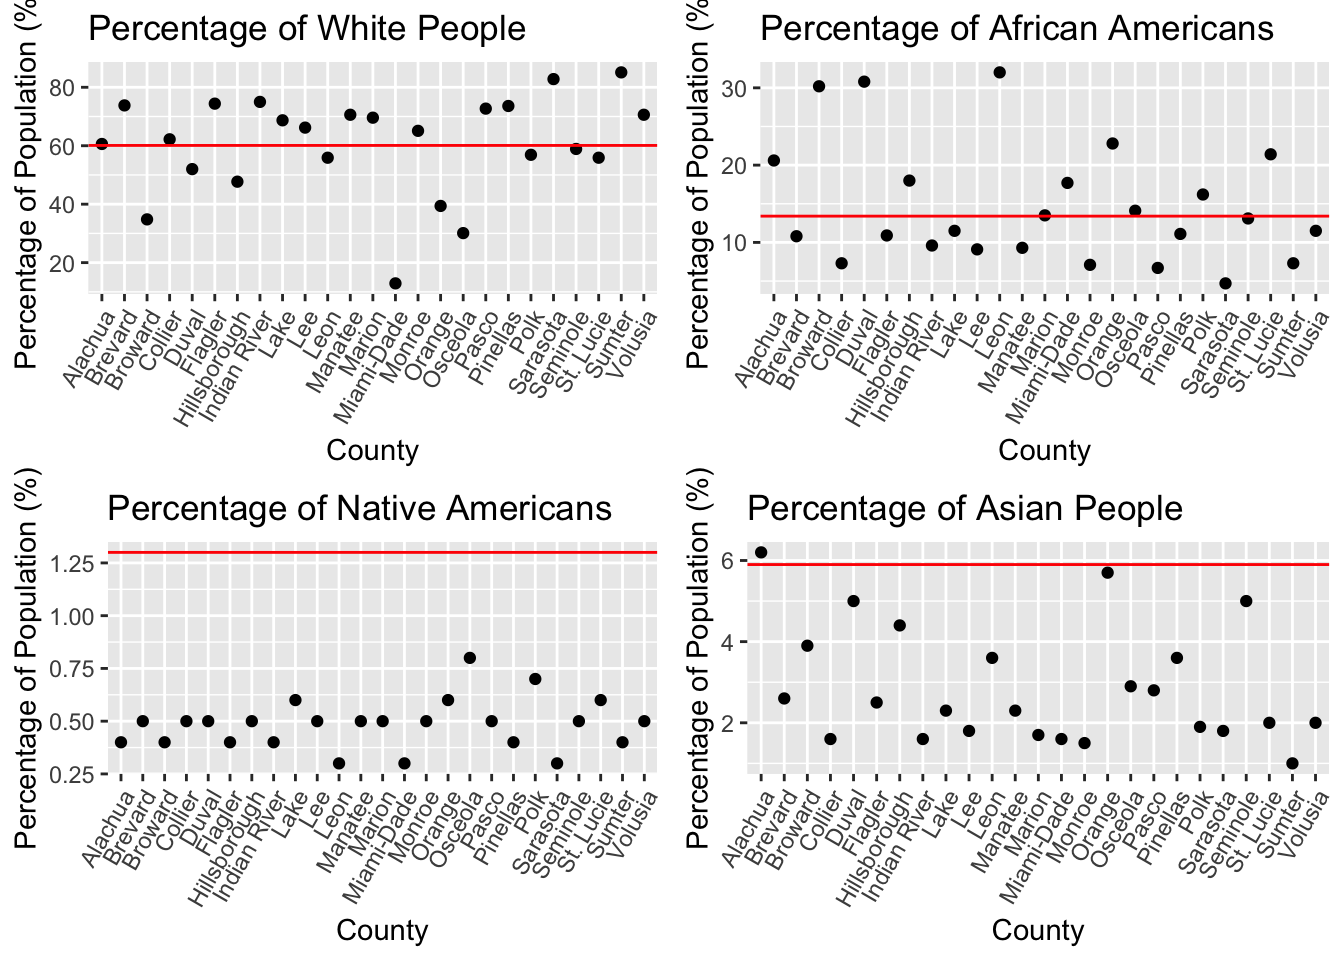 Percentage of White People
Percentage of Population (%
80
60
40
20
Alachua
Brevard
Broward
Collier
Duval
Flagler
Hillsborough
Indian River
Lake
Lee
Leon
Manatee
Marion
Miami-Dade
Monroe
Orange
Osceola
Pasco
Pinellas
Polk
Sarasota
Seminole
St. Lucie
Sumter
Volusia
County
Percentage of African Americans
Percentage of Population (%
30
20
10
Alachua
Brevard
Broward
Collier
Duval
Flagler
Hillsborough
Indian River
Lake
Lee
Leon
Manatee
Marion
Miami-Dade
Monroe
Orange
Osceola
Pasco
Pinellas
Polk
Sarasota
Seminole
St. Lucie
Sumter
Volusia
County
Percentage of Native Americans
Percentage of Population (%)
1.25
1.00
0.75
0.50
0.25
Alachua
Brevard
Broward
Collier
Duval
Flagler
Hillsborough
Indian River
Lake
Lee
Leon
Manatee
Marion
Miami-Dade
Monroe
Orange
Osceola
Pasco
Pinellas
Polk
Sarasota
Seminole
St. Lucie
Sumter
Volusia
County
Percentage of Asian People
Percentage of Population (%)
6
4
2
Alachua
Brevard
Broward
Collier
Duval
Flagler
Hillsborough
Indian River
Lake
Lee
Leon
Manatee
Marion
Miami-Dade
Monroe
Orange
Osceola
Pasco
Pinellas
Polk
Sarasota
Seminole
St. Lucie
Sumter
Volusia
County